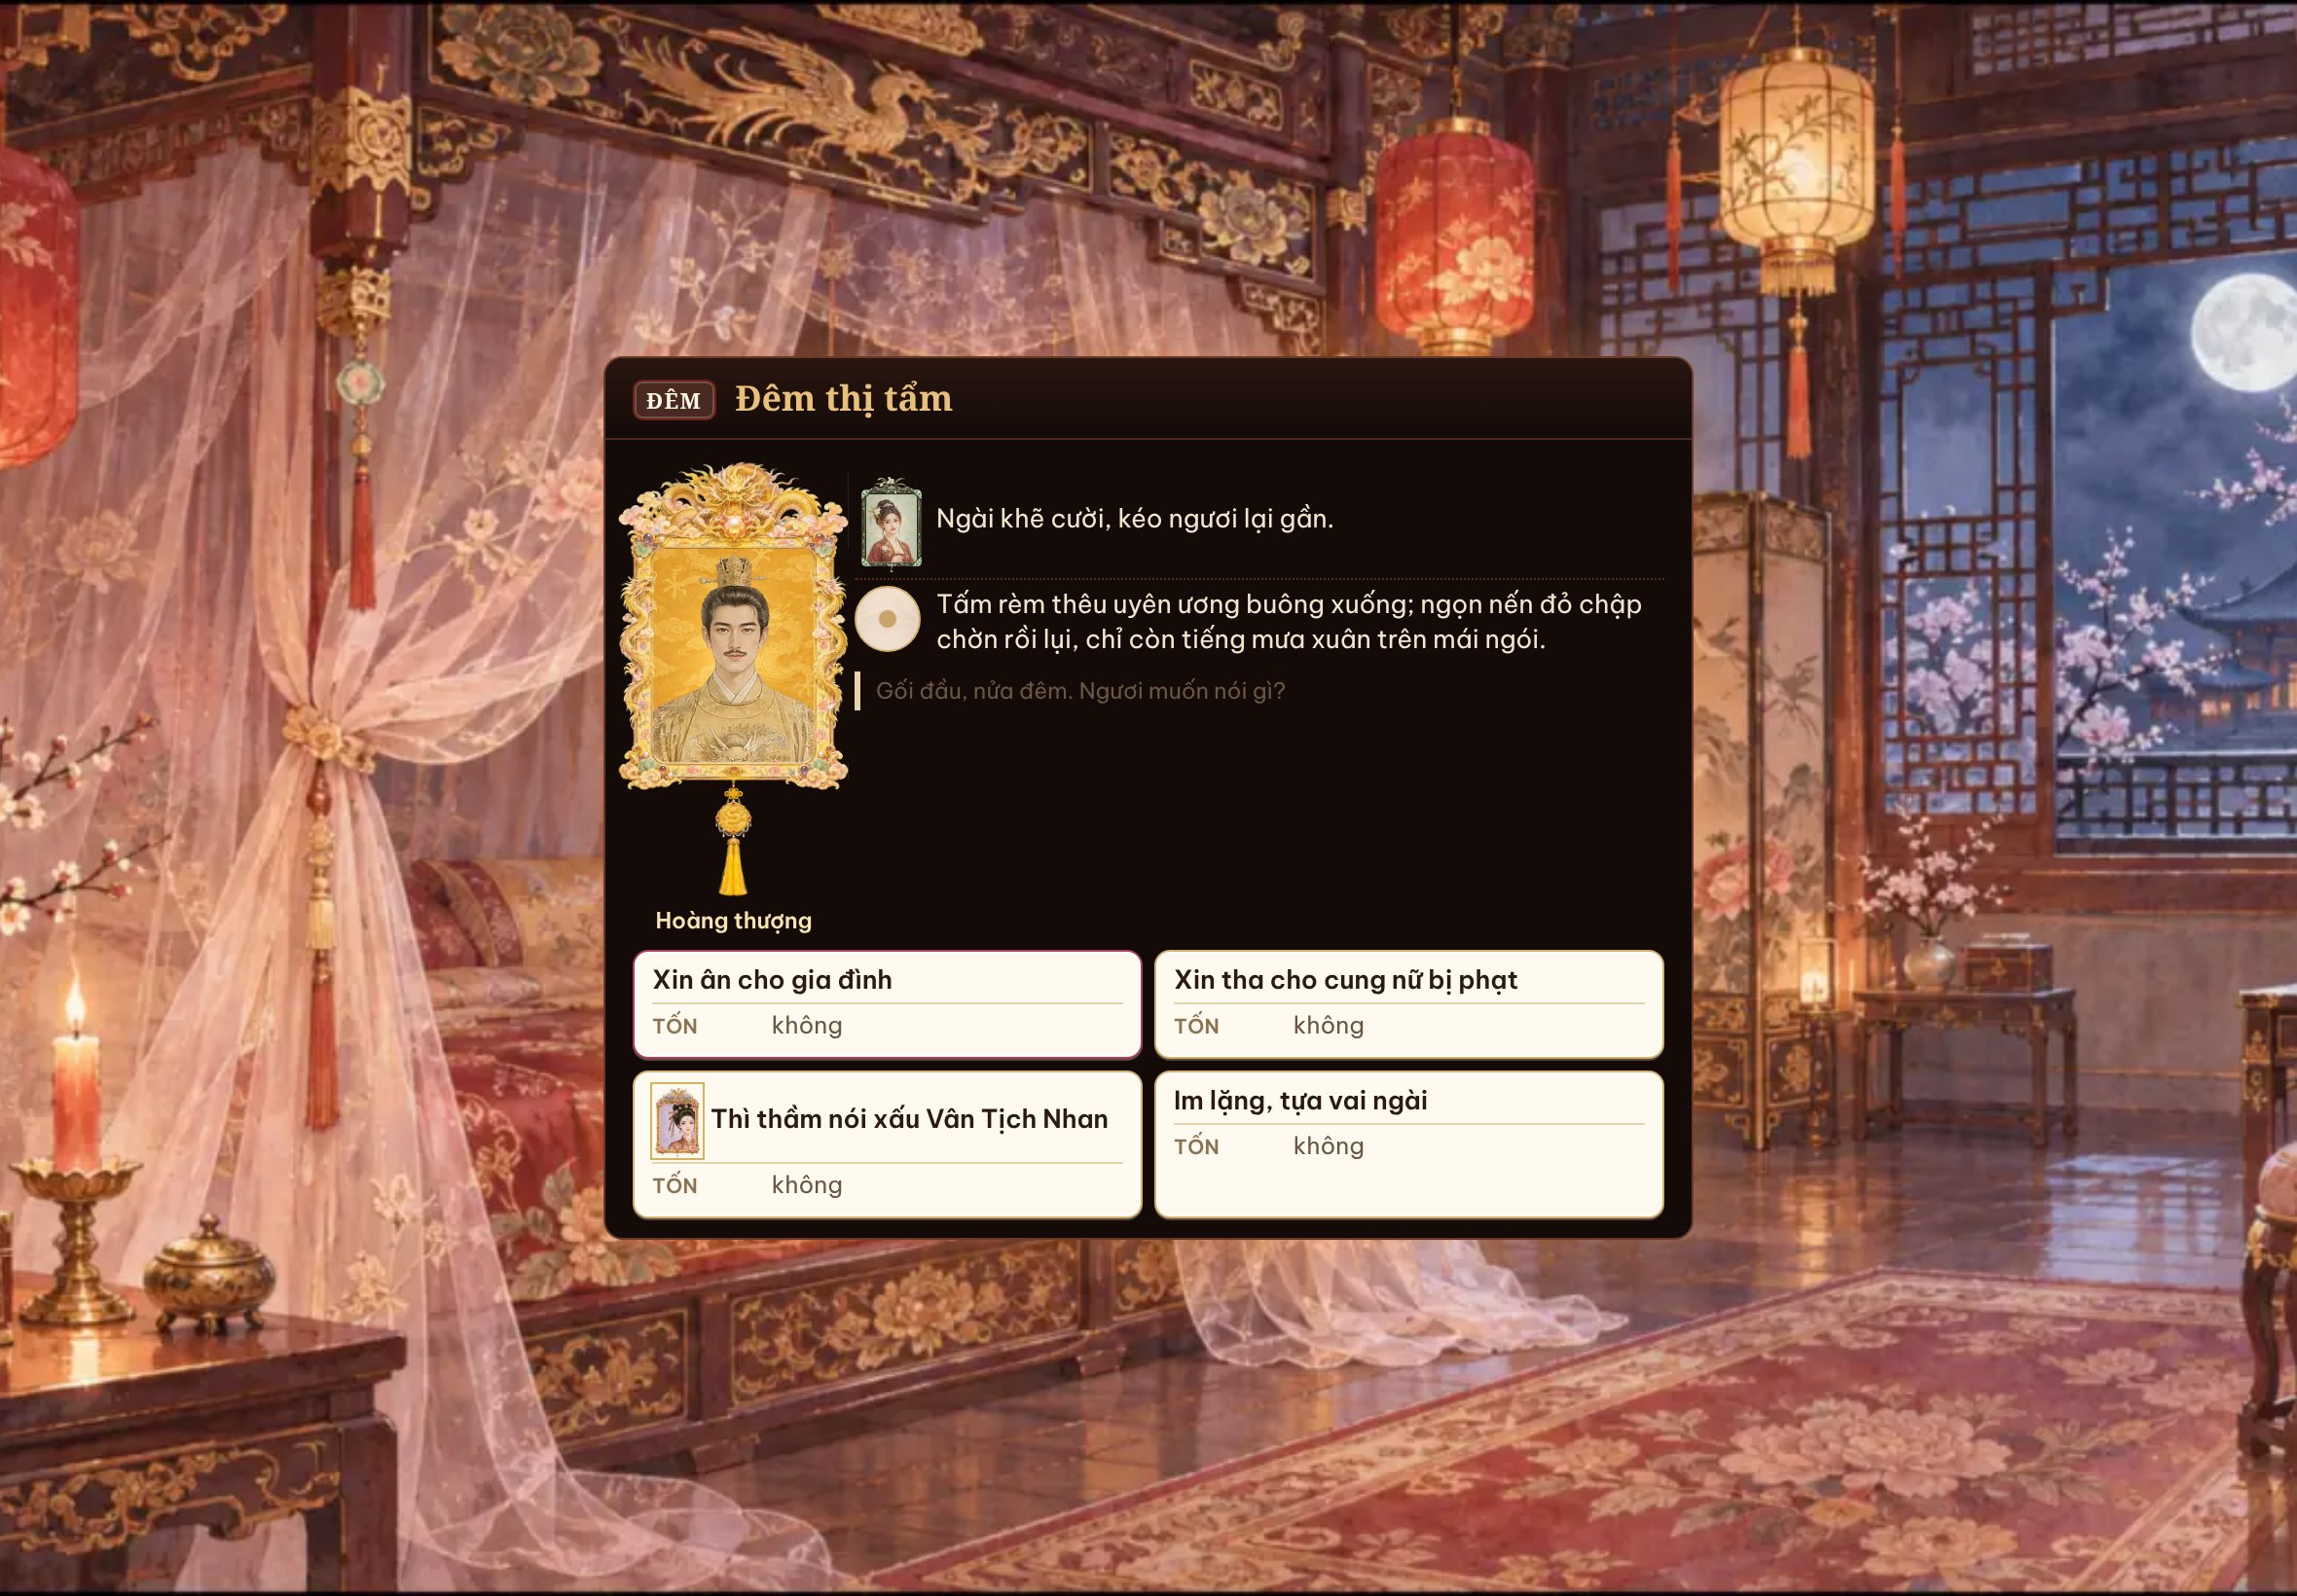 ĐÊM Đêm thị tẩm
Ngài khẽ cười, kéo ngươi lại gần.
Tấm rèm thêu uyên ương buông xuống; ngọn nến đỏ chập
chờn rồi lụi, chỉ còn tiếng mưa xuân trên mái ngói.
Gối đầu, nửa đêm. Ngươi muốn nói gì?
Hoàng thượng
Xin ân cho gia đình
TỐN không
Xin tha cho cung nữ bị phạt
TỐN không
Thì thầm nói xấu Vân Tịch Nhan
TỐN không
Im lặng, tựa vai ngài
TỐN không